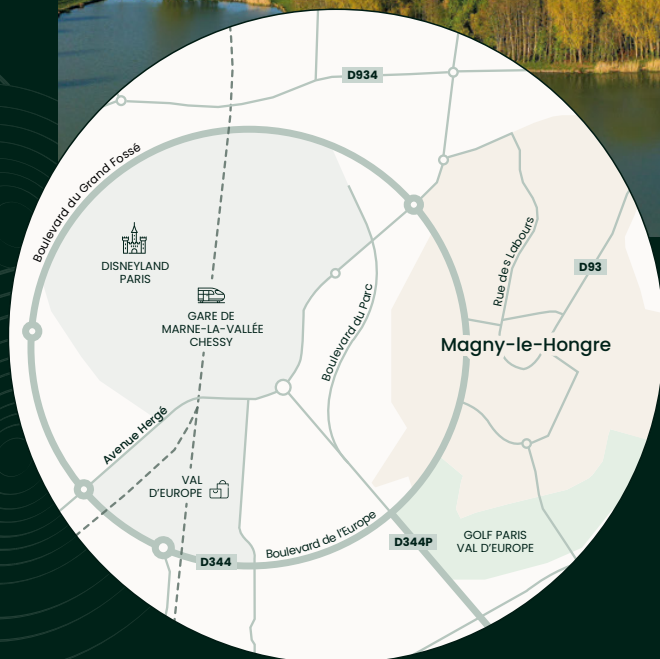 D934
Boulevard du Grand Fossé
DISNEYLAND
PARIS
Rue des Labours
D93
GARE DE
MARNE-LA-VALLÉE
CHESSY
Boulevard du Parc
Magny-le-Hongre
Avenue Hergé
VAL
D'EUROPE
Boulevard de l'Europe
D344
D344P
GOLF PARIS
VAL D'EUROPE